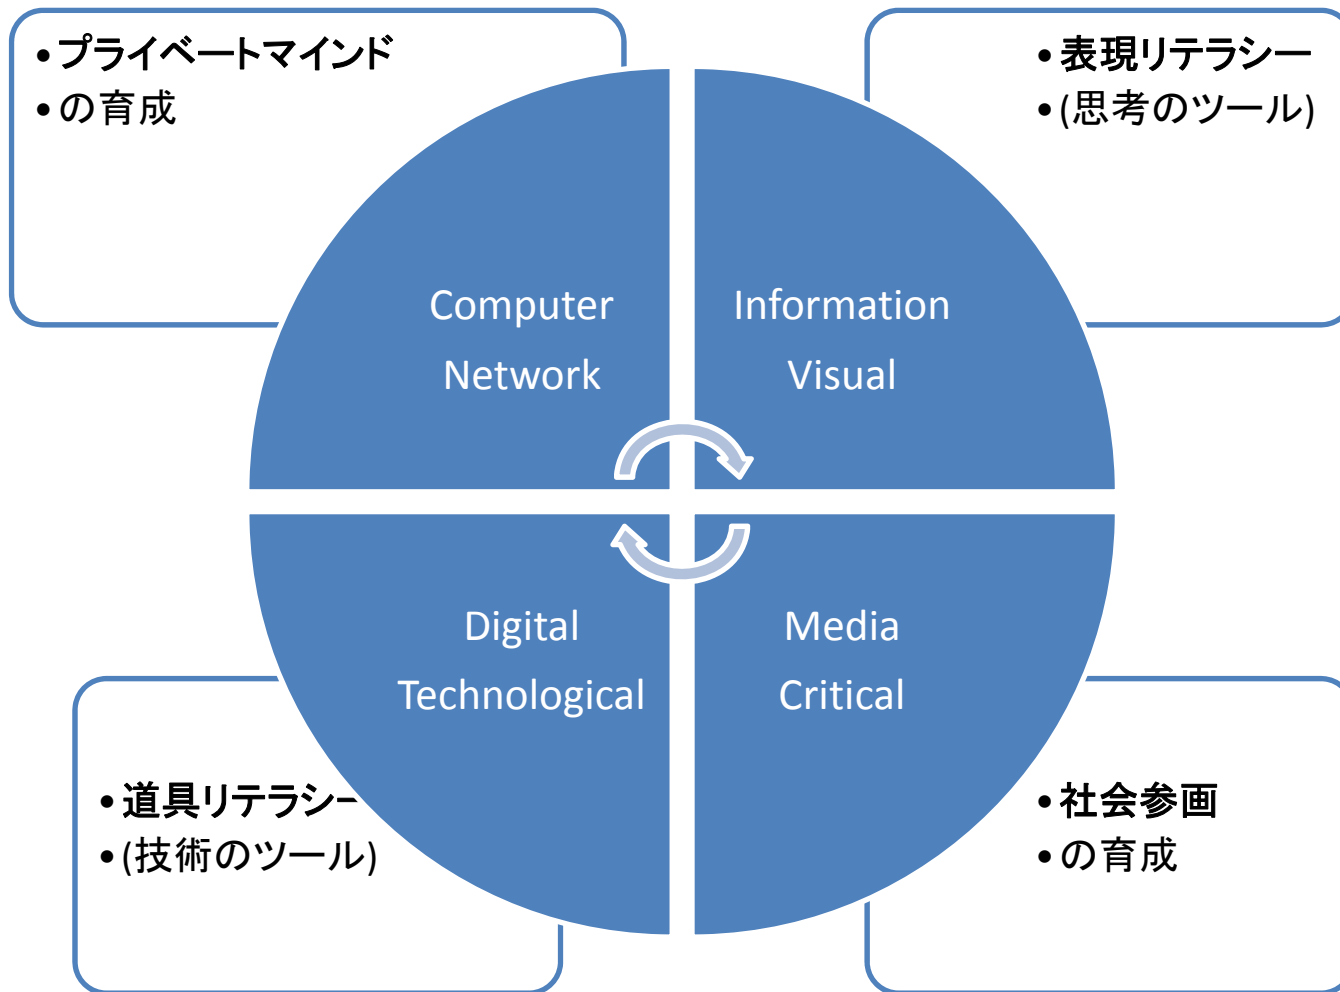 •プライベートマインド
•の育成
•表現リテラシー
•(思考のツール)
Computer
Network
Information
Visual
Digital
Technological
Media
Critical
•道具リテラシー
•(技術のツール)
•社会参画
•の育成